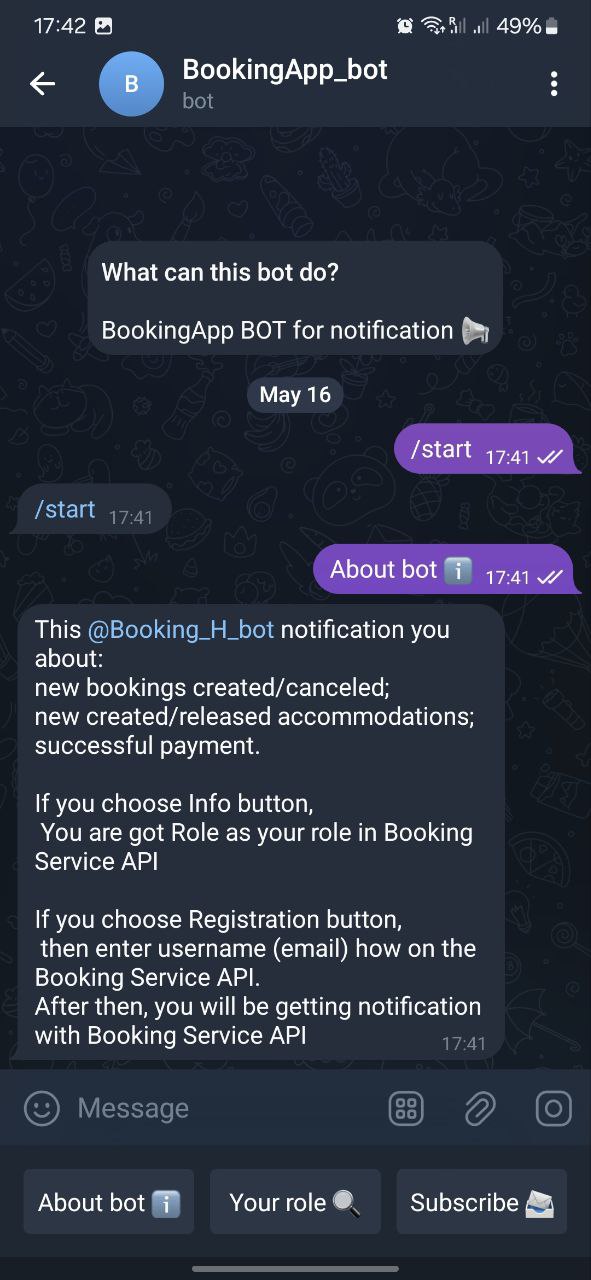 17:42 49%
B BookingApp_bot
bot
What can this bot do?
BookingApp BOT for notification 📢
May 16
/start 17:41
/start 17:41
About bot ℹ️ 17:41
This @Booking_H_bot notification you
about:
new bookings created/canceled;
new created/released accommodations;
successful payment.
If you choose Info button,
You are got Role as your role in Booking
Service API
If you choose Registration button,
then enter username (email) how on the
Booking Service API.
After then, you will be getting notification
with Booking Service API 17:41
Message
About bot ℹ️ Your role 🔍 Subscribe 📨